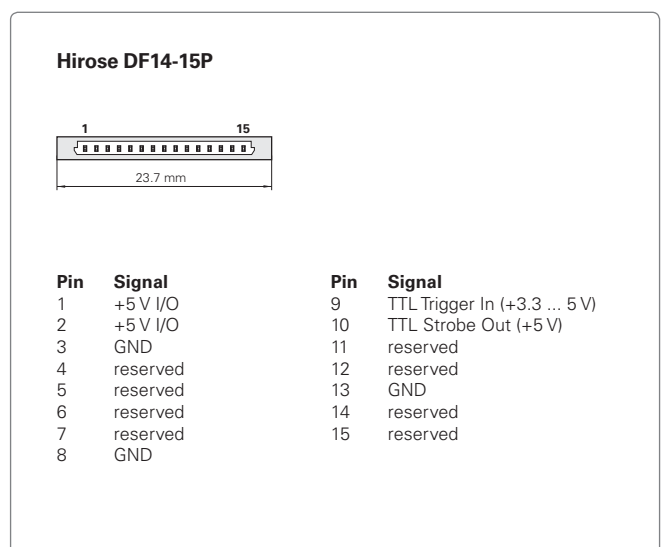 Hirose DF14-15P
1 15
23.7 mm
Pin Signal
1 +5 V I/O
2 +5 V I/O
3 GND
4 reserved
5 reserved
6 reserved
7 reserved
8 GND
Pin Signal
9 TTL Trigger In (+3.3 ... 5 V)
10 TTL Strobe Out (+5 V)
11 reserved
12 reserved
13 GND
14 reserved
15 reserved